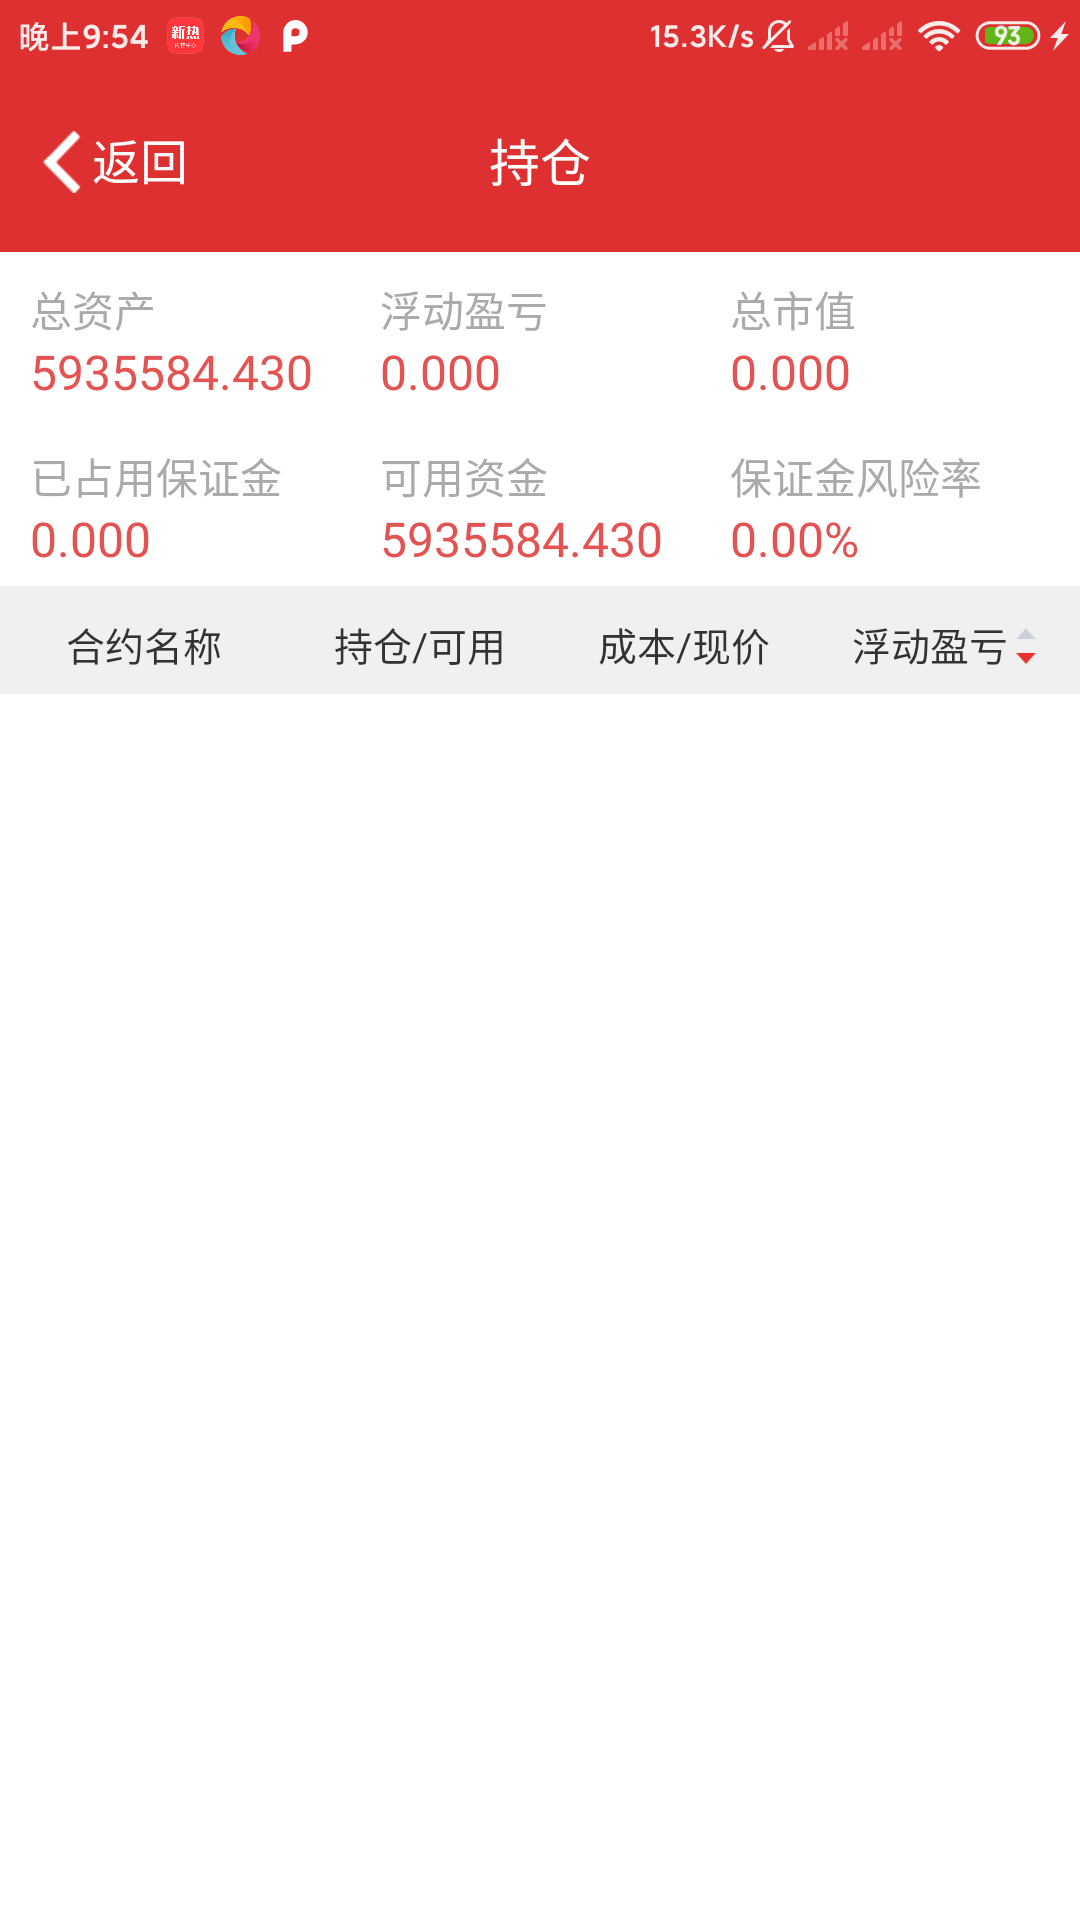 晚上9:54 新热 15.3K/s 93
返回 持仓
总资产 浮动盈亏 总市值
5935584.430 0.000 0.000
已占用保证金 可用资金 保证金风险率
0.000 5935584.430 0.00%
合约名称 持仓/可用 成本/现价 浮动盈亏